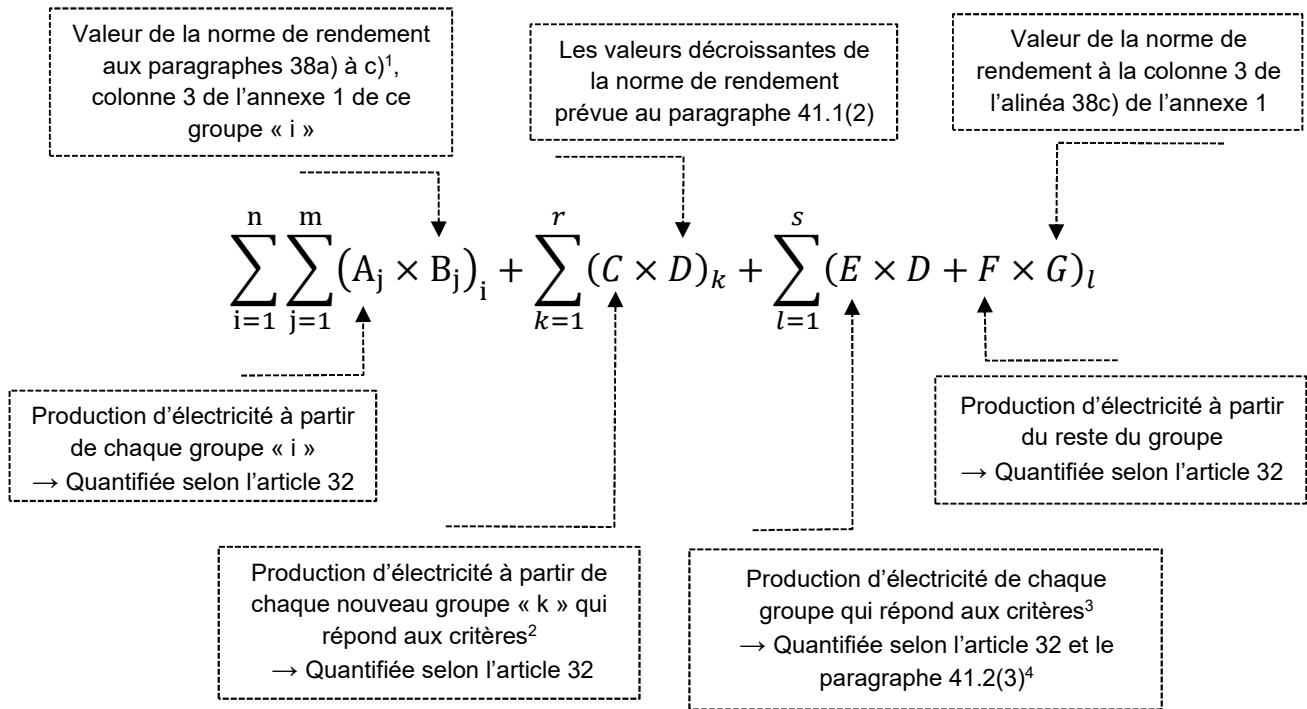 Valeur de la norme de rendement
aux paragraphes 38a) à c)¹,
colonne 3 de l’annexe 1 de ce
groupe « i »
Les valeurs décroissantes de
la norme de rendement
prévue au paragraphe 41.1(2)
Valeur de la norme de
rendement à la colonne 3 de
l’alinéa 38c) de l’annexe 1
n m r s
∑ ∑ (Aⱼ × Bⱼ)ᵢ + ∑ (C × D)ₖ + ∑ (E × D + F × G)ₗ
i=1 j=1 k=1 l=1
Production d’électricité à partir
de chaque groupe « i »
→ Quantifiée selon l’article 32
Production d’électricité à partir
du reste du groupe
→ Quantifiée selon l’article 32
Production d’électricité à partir de
chaque nouveau groupe « k » qui
répond aux critères²
→ Quantifiée selon l’article 32
Production d’électricité de chaque
groupe qui répond aux critères³
→ Quantifiée selon l’article 32 et le
paragraphe 41.2(3)⁴